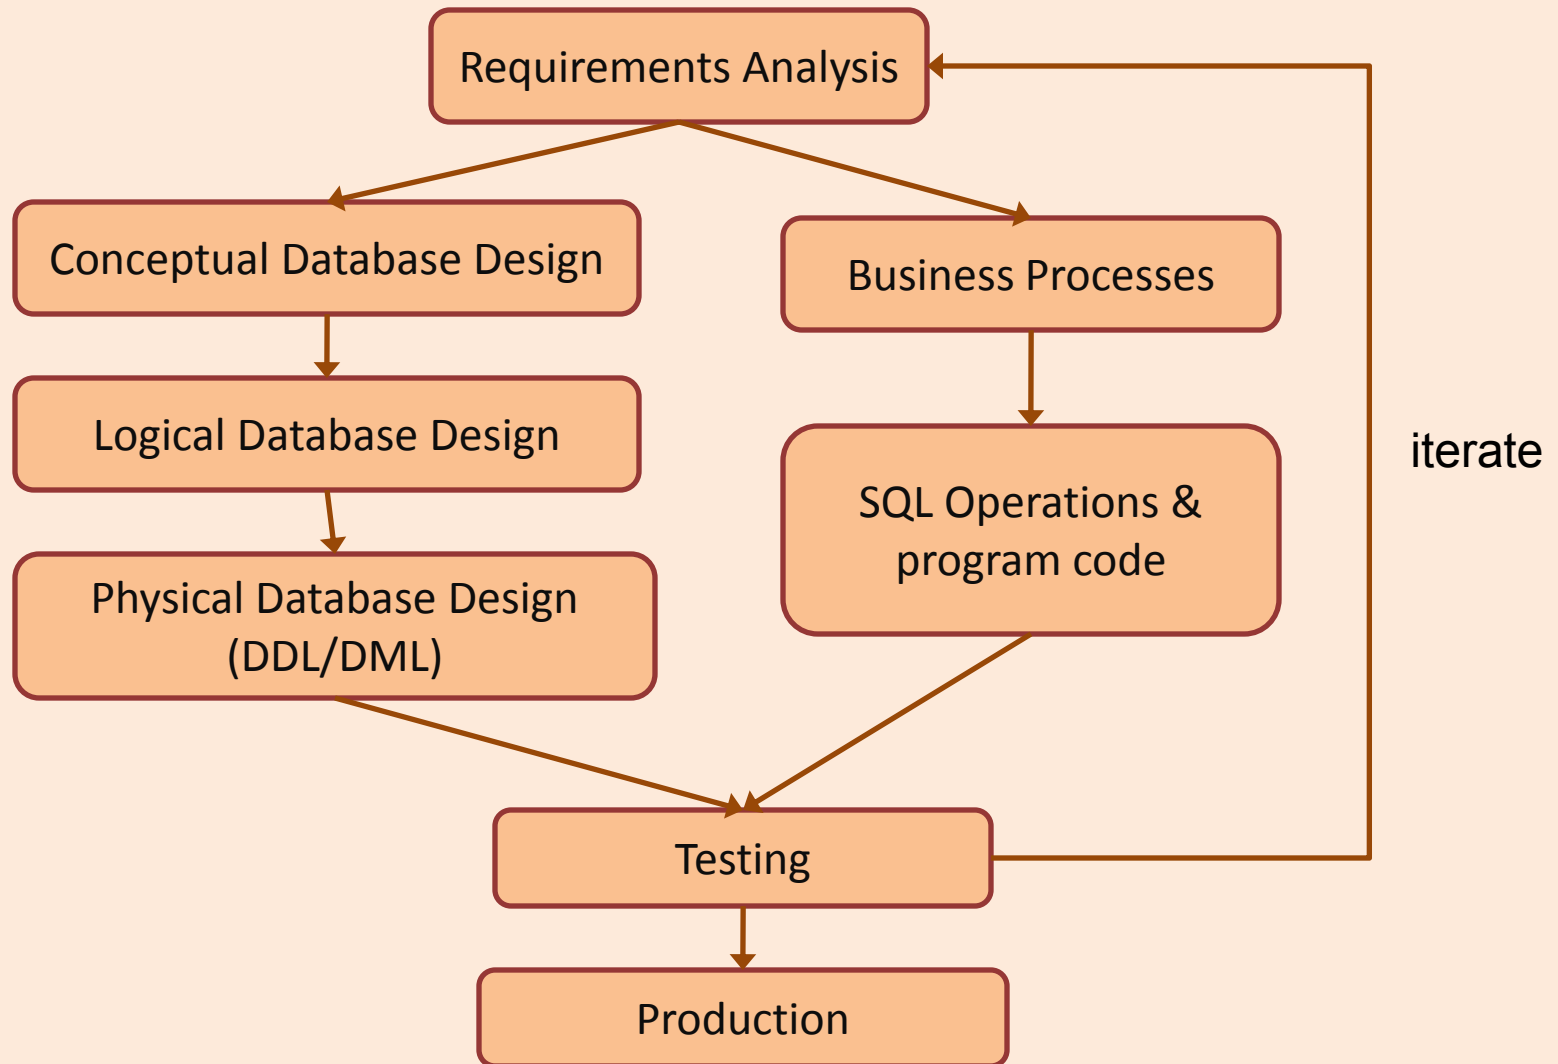 Requirements Analysis
Conceptual Database Design
Business Processes
Logical Database Design
iterate
SQL Operations &
program code
Physical Database Design
(DDL/DML)
Testing
Production